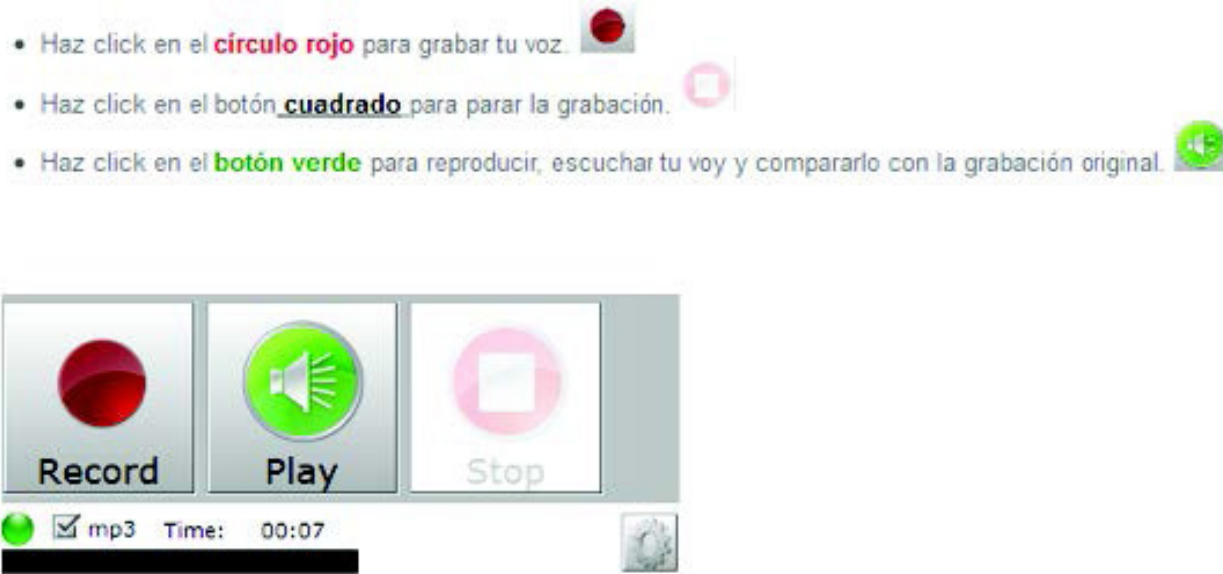 • Haz click en el círculo rojo para grabar tu voz.
• Haz click en el botón cuadrado para parar la grabación.
• Haz click en el botón verde para reproducir, escuchar tu voy y compararlo con la grabación original.
Record Play Stop
mp3 Time: 00:07